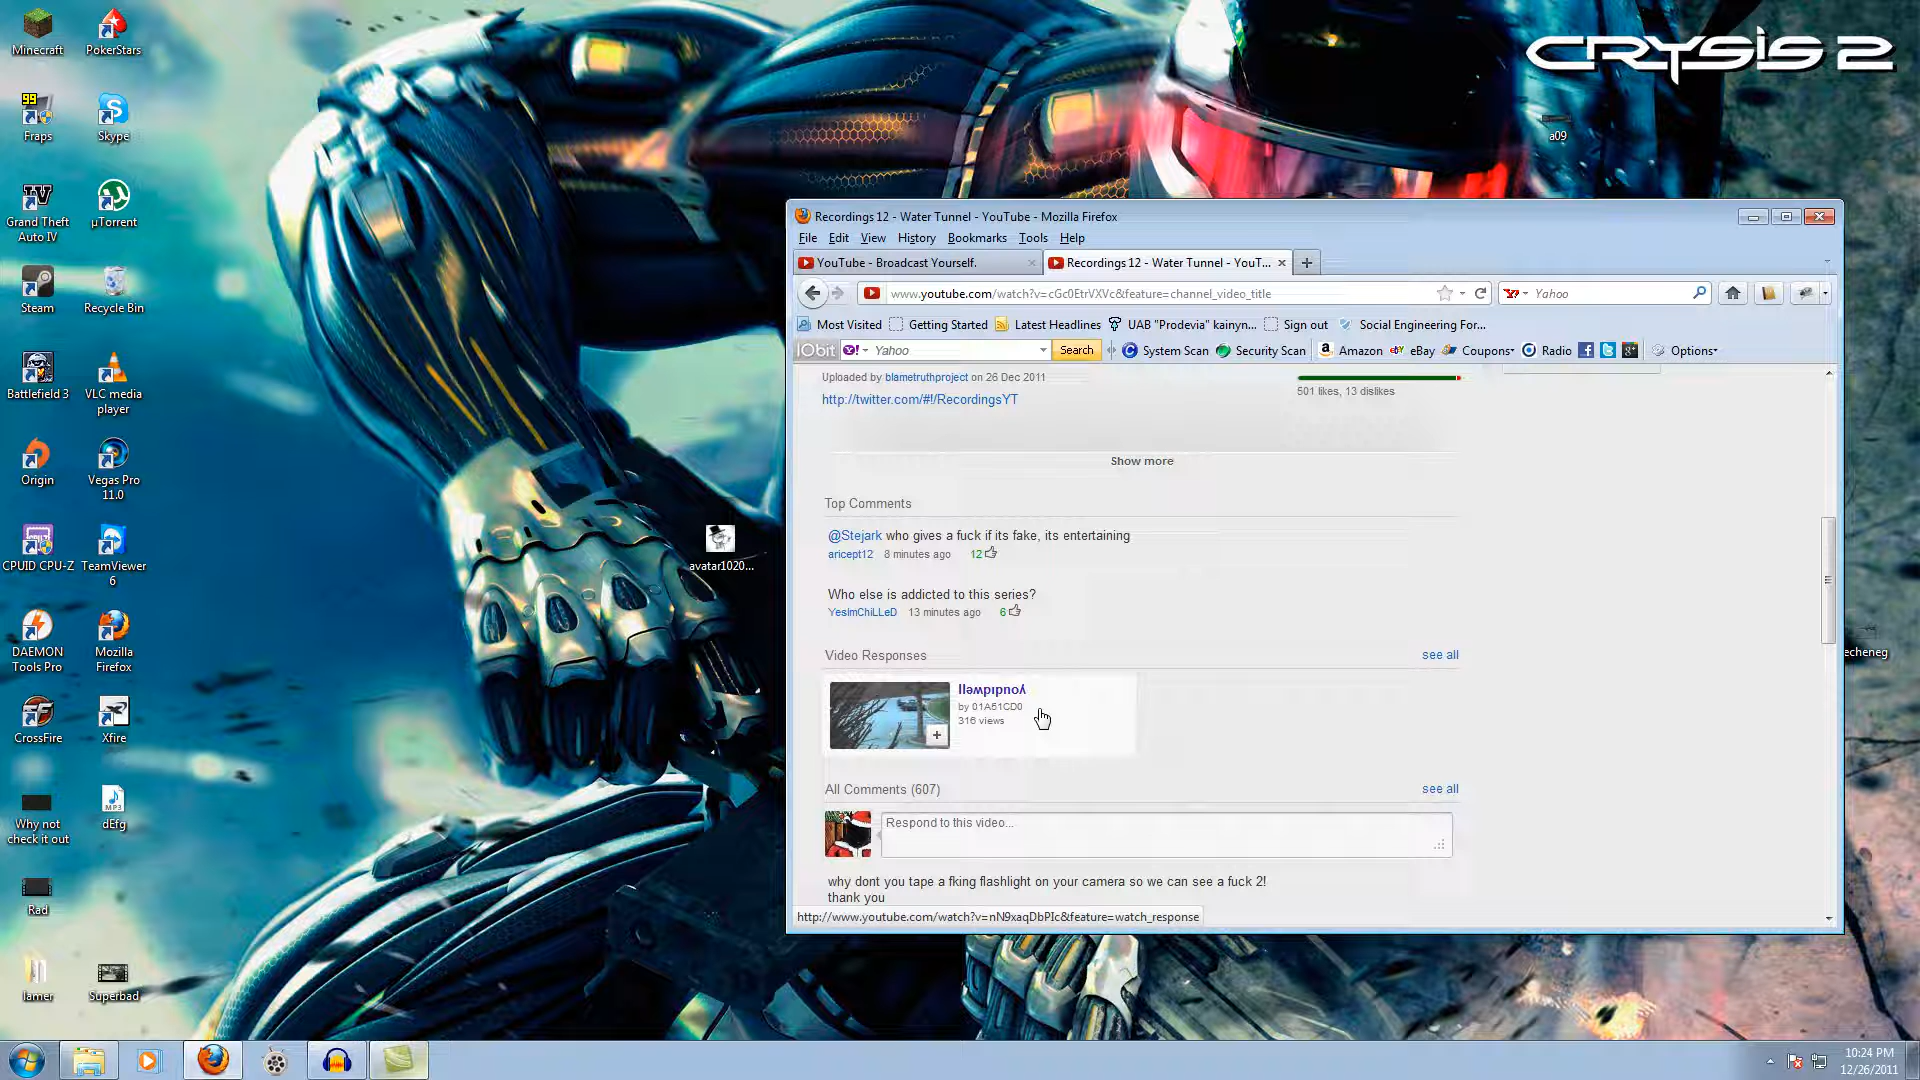 Minecraft
PokerStars
CRYSIS 2
99
Fraps
Skype
a09
IV
Grand Theft
Auto IV
µTorrent
Steam
Recycle Bin
Battlefield 3
VLC media
player
Origin
Vegas Pro
11.0
CPUID CPU-Z
TeamViewer
6
avatar1020...
DAEMON
Tools Pro
Mozilla
Firefox
CrossFire
Xfire
Why not
check it out
MP3
dEfg
Rad
lamer
Superbad
Recordings 12 - Water Tunnel - YouTube - Mozilla Firefox
File Edit View History Bookmarks Tools Help
YouTube - Broadcast Yourself.
Recordings 12 - Water Tunnel - YouT...
www.youtube.com/watch?v=cGc0EtrVXVc&feature=channel_video_title
Yahoo
Most Visited Getting Started Latest Headlines UAB "Prodevia" kainyn... Sign out Social Engineering For...
IObit Yahoo Search System Scan Security Scan Amazon eBay Coupons Radio Options
Uploaded by blametruthproject on 26 Dec 2011
501 likes, 13 dislikes
http://twitter.com/#!/RecordingsYT
Show more
Top Comments
@Stejark who gives a fuck if its fake, its entertaining
aricept12 8 minutes ago 12
Who else is addicted to this series?
YesImChiLLeD 13 minutes ago 6
Video Responses see all
llǝʍpıpnoʎ
by 01A51CD0
316 views
All Comments (607) see all
Respond to this video...
why dont you tape a fking flashlight on your camera so we can see a fuck 2!
thank you
http://www.youtube.com/watch?v=nN9xaqDbPIc&feature=watch_response
echeneg
10:24 PM
12/26/2011